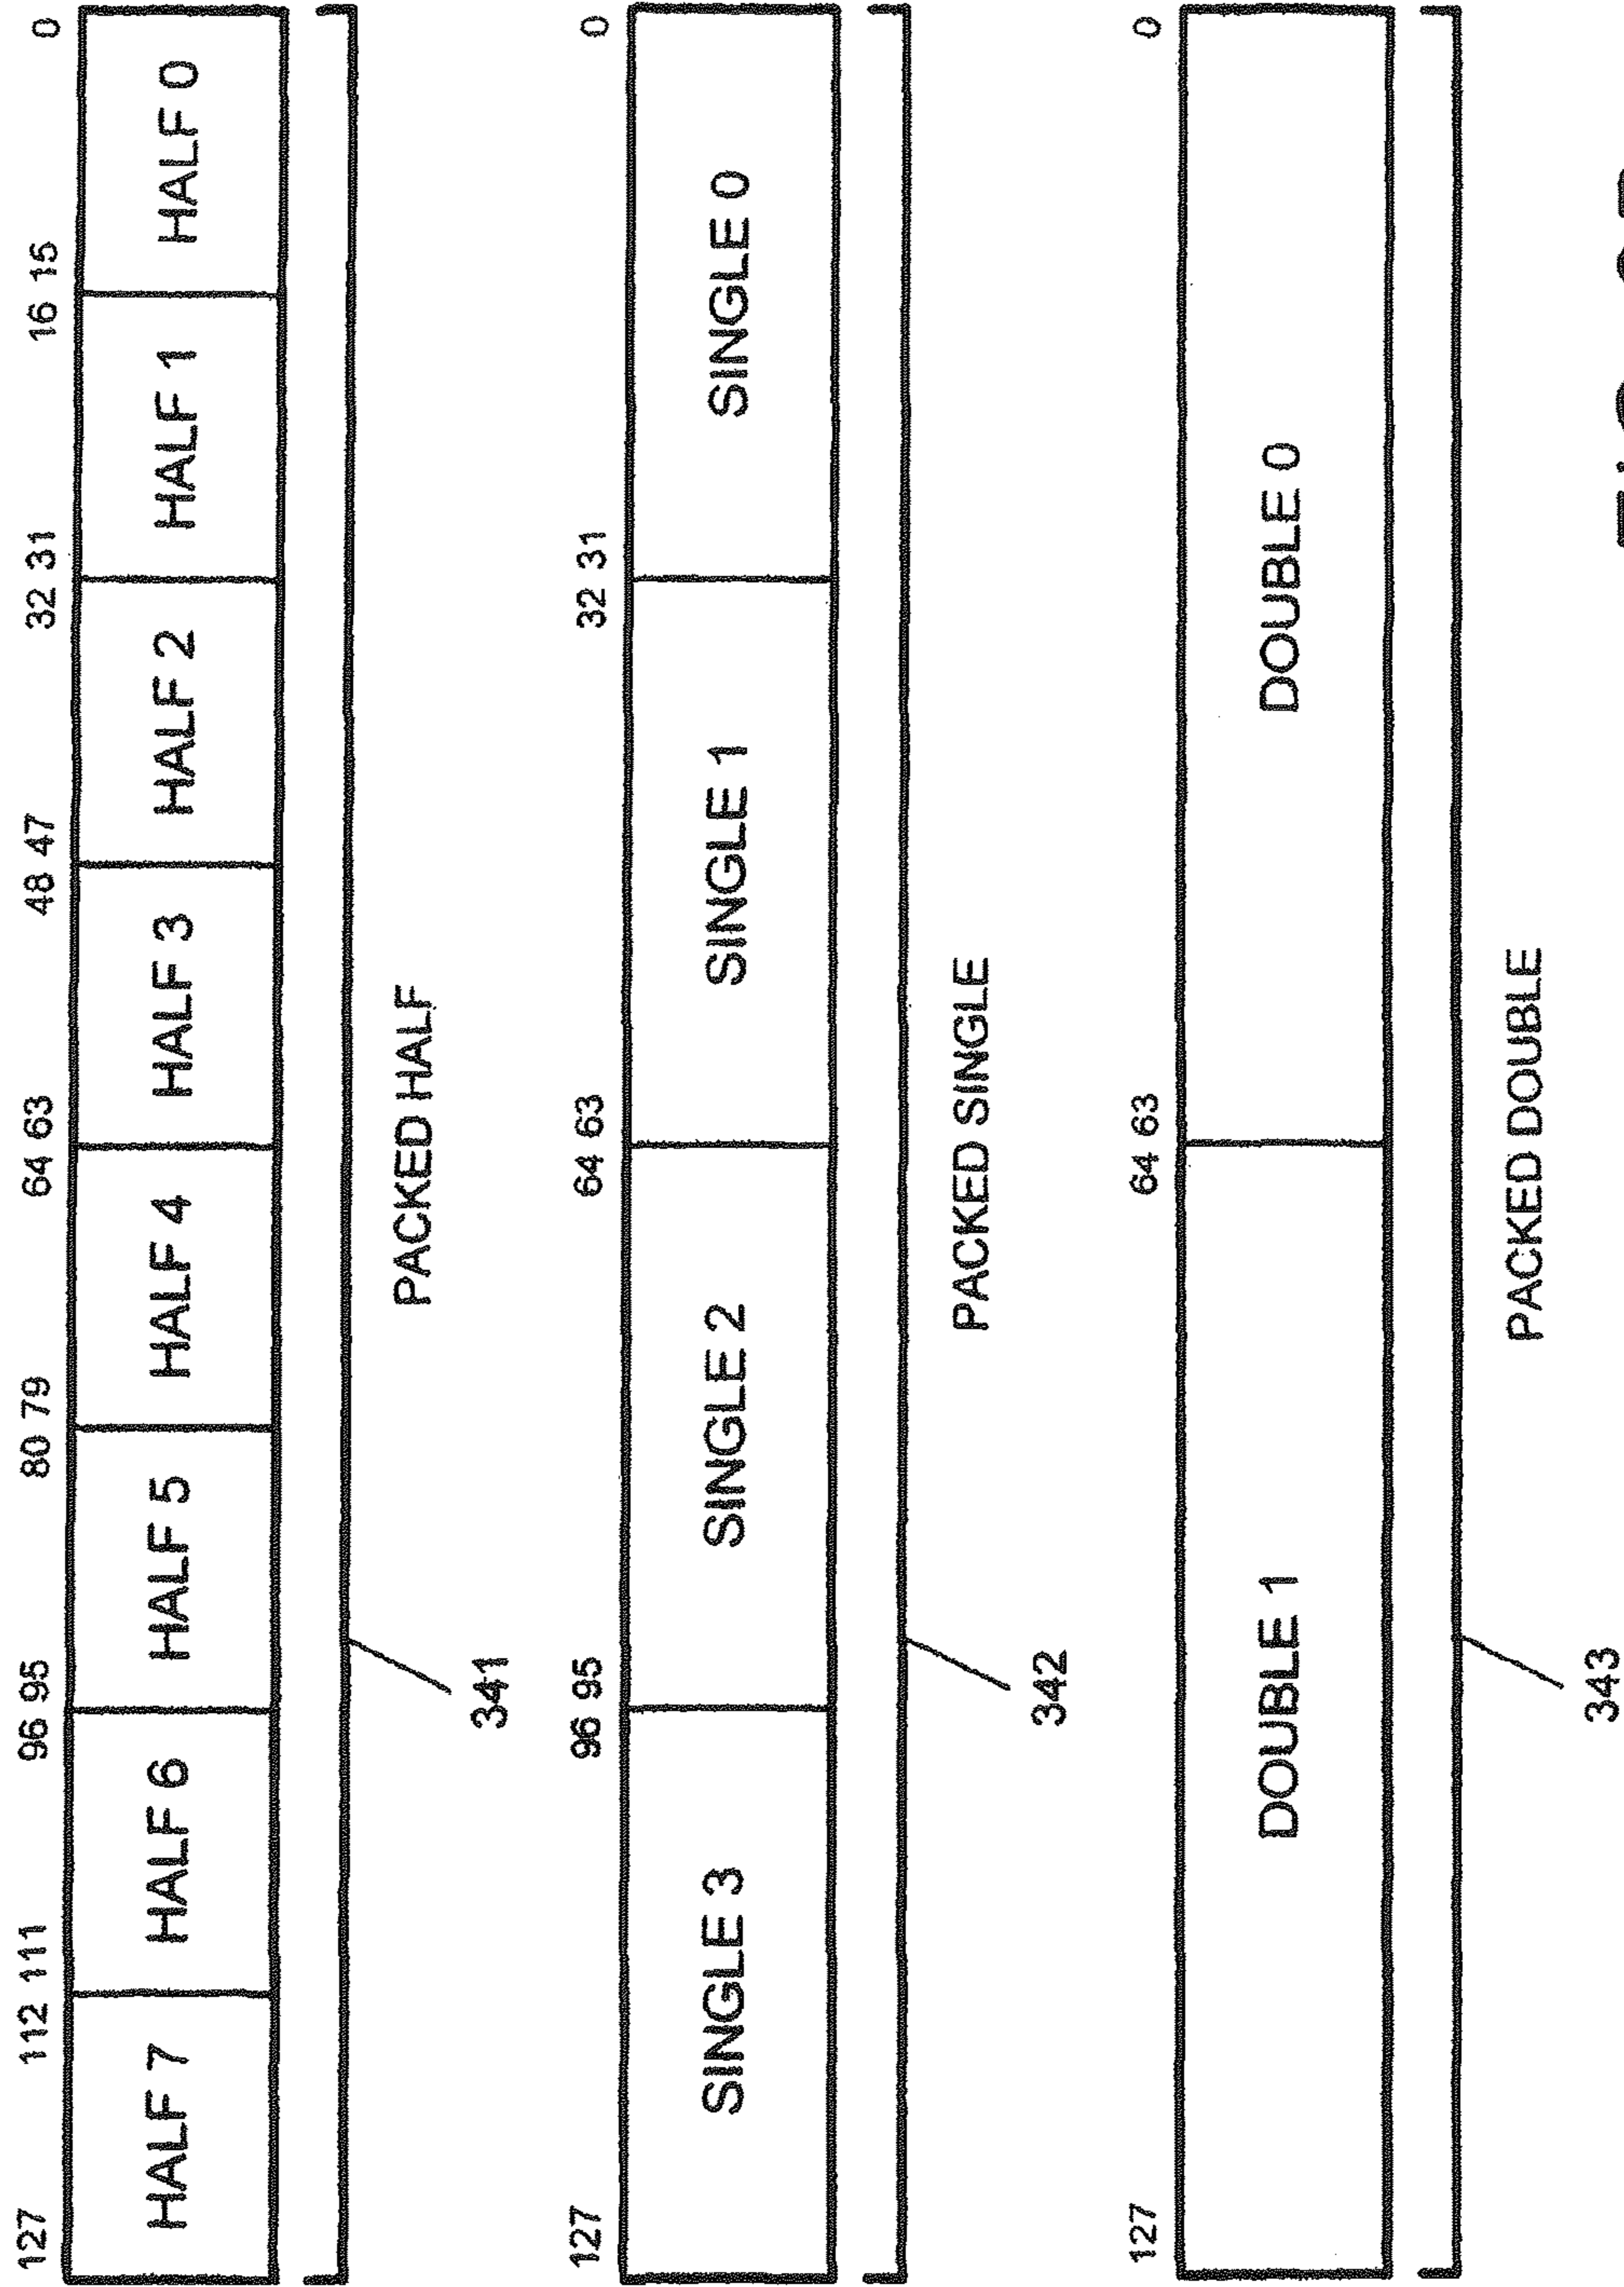 127 112 111 96 95 80 79 64 63 48 47 32 31 16 15 0
HALF 7 HALF 6 HALF 5 HALF 4 HALF 3 HALF 2 HALF 1 HALF 0
PACKED HALF
341
127 96 95 64 63 32 31 0
SINGLE 3 SINGLE 2 SINGLE 1 SINGLE 0
PACKED SINGLE
342
127 64 63 0
DOUBLE 1 DOUBLE 0
PACKED DOUBLE
343